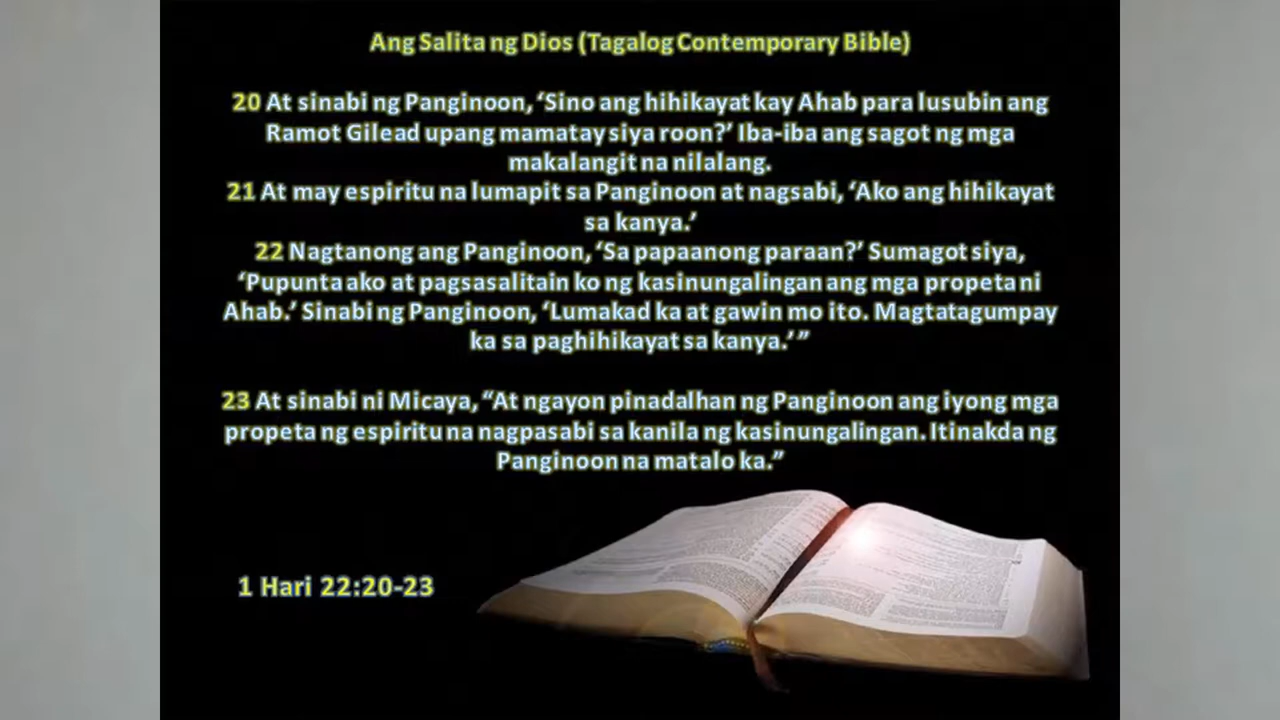 Ang Salita ng Dios (Tagalog Contemporary Bible)
20 At sinabi ng Panginoon, ‘Sino ang hihikayat kay Ahab para lusubin ang
Ramot Gilead upang mamatay siya roon?’ Iba-iba ang sagot ng mga
makalangit na nilalang.
21 At may espiritu na lumapit sa Panginoon at nagsabi, ‘Ako ang hihikayat
sa kanya.’
22 Nagtanong ang Panginoon, ‘Sa papaanong paraan?’ Sumagot siya,
‘Pupunta ako at pagsasalitain ko ng kasinungalingan ang mga propeta ni
Ahab.’ Sinabi ng Panginoon, ‘Lumakad ka at gawin mo ito. Magtatagumpay
ka sa paghihikayat sa kanya.’ ”
23 At sinabi ni Micaya, “At ngayon pinadalhan ng Panginoon ang iyong mga
propeta ng espiritu na nagpasabi sa kanila ng kasinungalingan. Itinakda ng
Panginoon na matalo ka.”
1 Hari 22:20-23